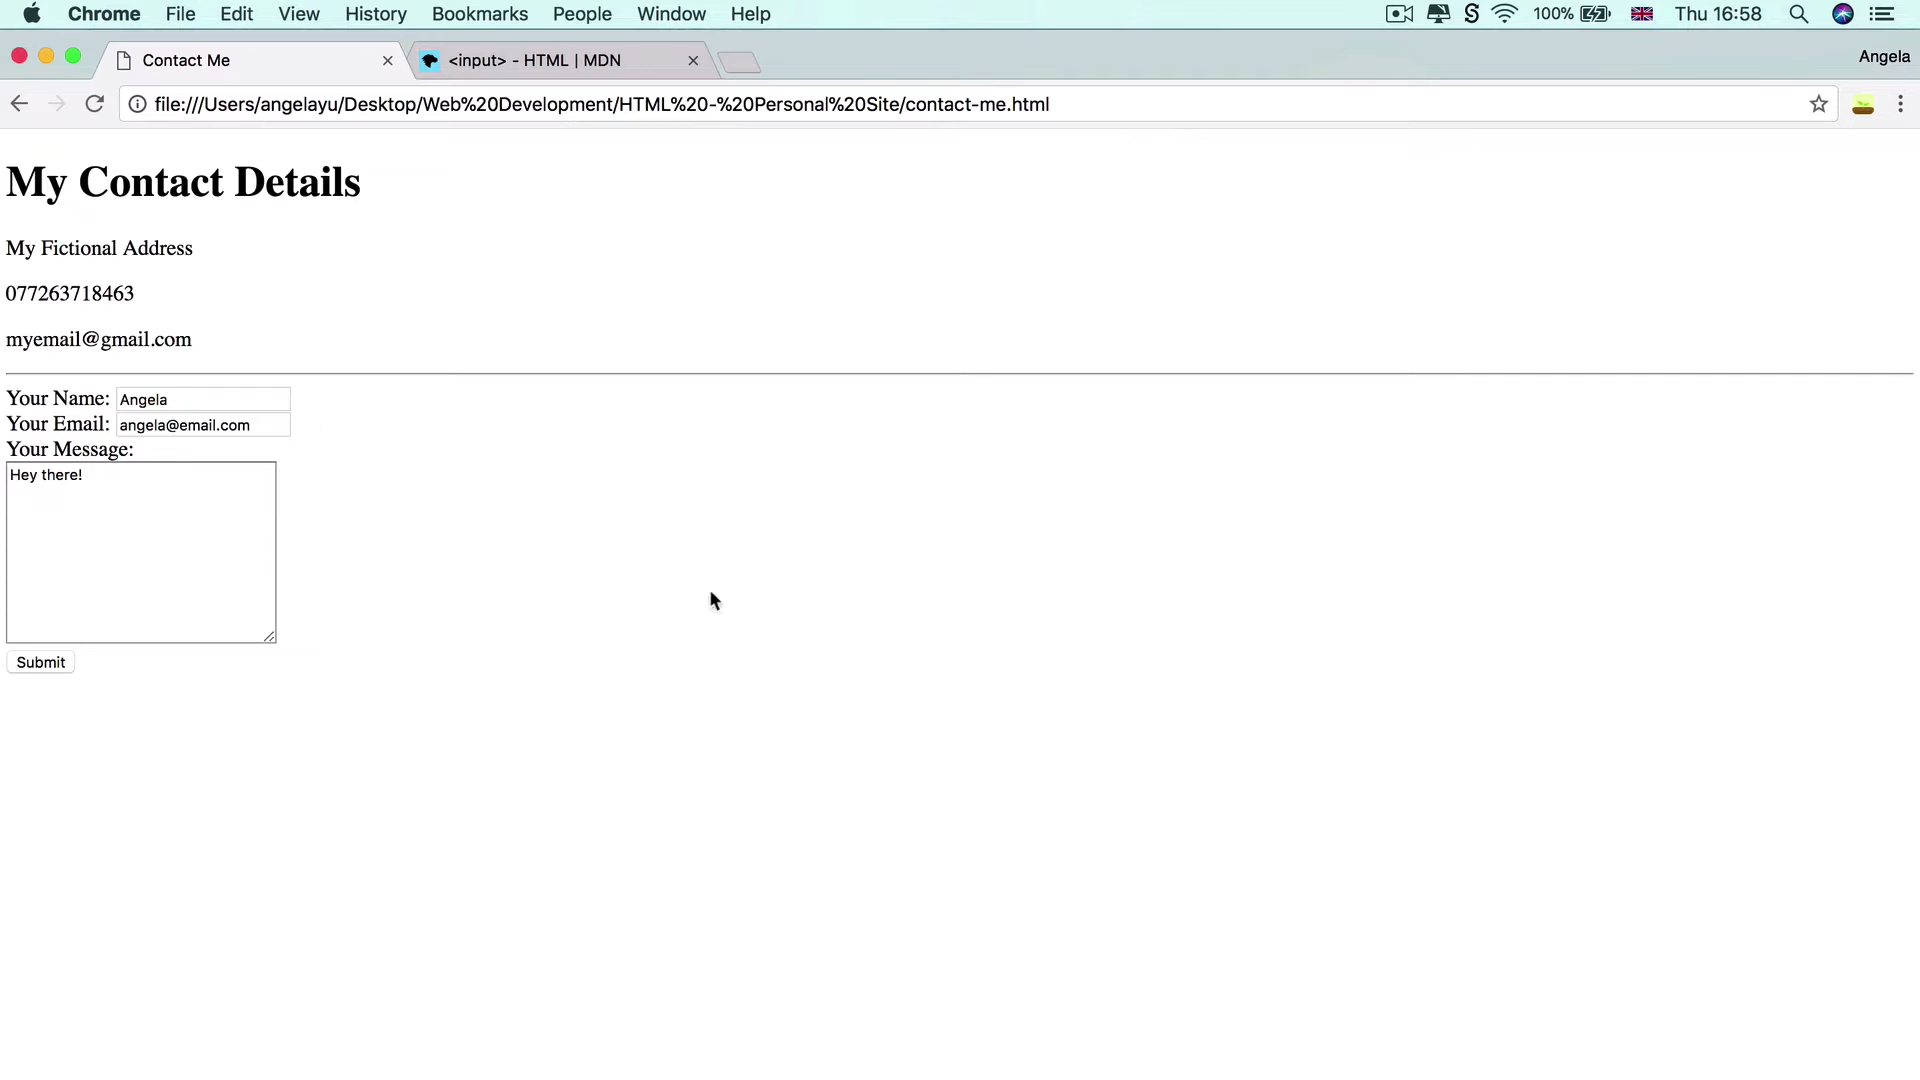 Chrome File Edit View History Bookmarks People Window Help 100% Thu 16:58
Contact Me <input> - HTML | MDN Angela
file:///Users/angelayu/Desktop/Web%20Development/HTML%20-%20Personal%20Site/contact-me.html
My Contact Details
My Fictional Address
077263718463
myemail@gmail.com
Your Name: Angela
Your Email: angela@email.com
Your Message:
Hey there!
Submit